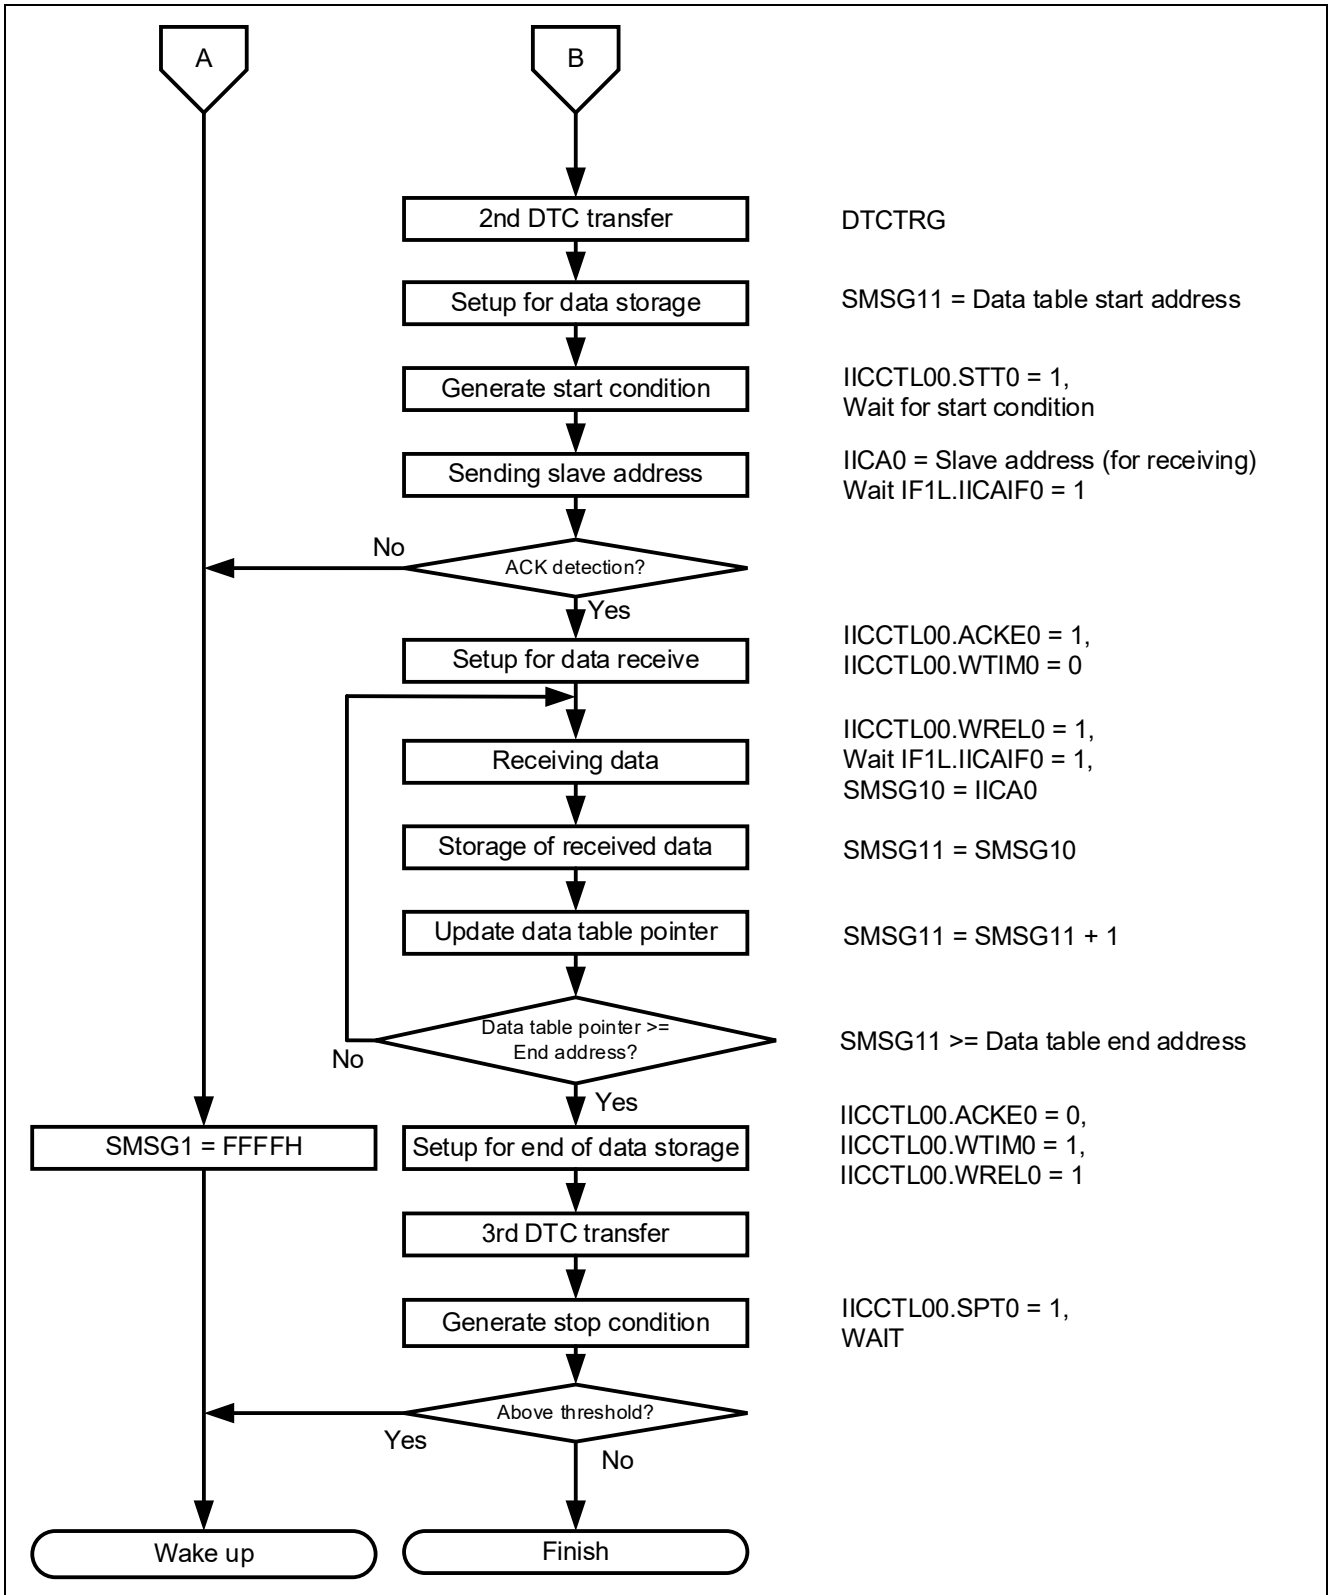 A
B
2nd DTC transfer
DTCTRG
Setup for data storage
SMSG11 = Data table start address
Generate start condition
IICCTL00.STT0 = 1,
Wait for start condition
Sending slave address
IICA0 = Slave address (for receiving)
Wait IF1L.IICAIF0 = 1
No
ACK detection?
Yes
Setup for data receive
IICCTL00.ACKE0 = 1,
IICCTL00.WTIM0 = 0
Receiving data
IICCTL00.WREL0 = 1,
Wait IF1L.IICAIF0 = 1,
SMSG10 = IICA0
Storage of received data
SMSG11 = SMSG10
Update data table pointer
SMSG11 = SMSG11 + 1
Data table pointer >=
End address?
No
SMSG11 >= Data table end address
Yes
SMSG1 = FFFFH
Setup for end of data storage
IICCTL00.ACKE0 = 0,
IICCTL00.WTIM0 = 1,
IICCTL00.WREL0 = 1
3rd DTC transfer
Generate stop condition
IICCTL00.SPT0 = 1,
WAIT
Above threshold?
Yes
No
Wake up
Finish